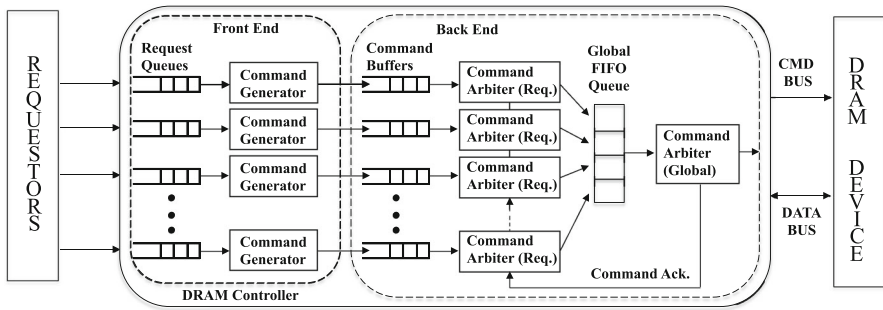 REQUESTORS
Front End
Request
Queues
Command
Generator
Command
Generator
Command
Generator
Command
Generator
DRAM Controller
Back End
Command
Buffers
Command
Arbiter (Req.)
Command
Arbiter (Req.)
Command
Arbiter (Req.)
Command
Arbiter (Req.)
Global
FIFO
Queue
Command
Arbiter
(Global)
Command Ack.
CMD
BUS
DATA
BUS
DRAM DEVICE